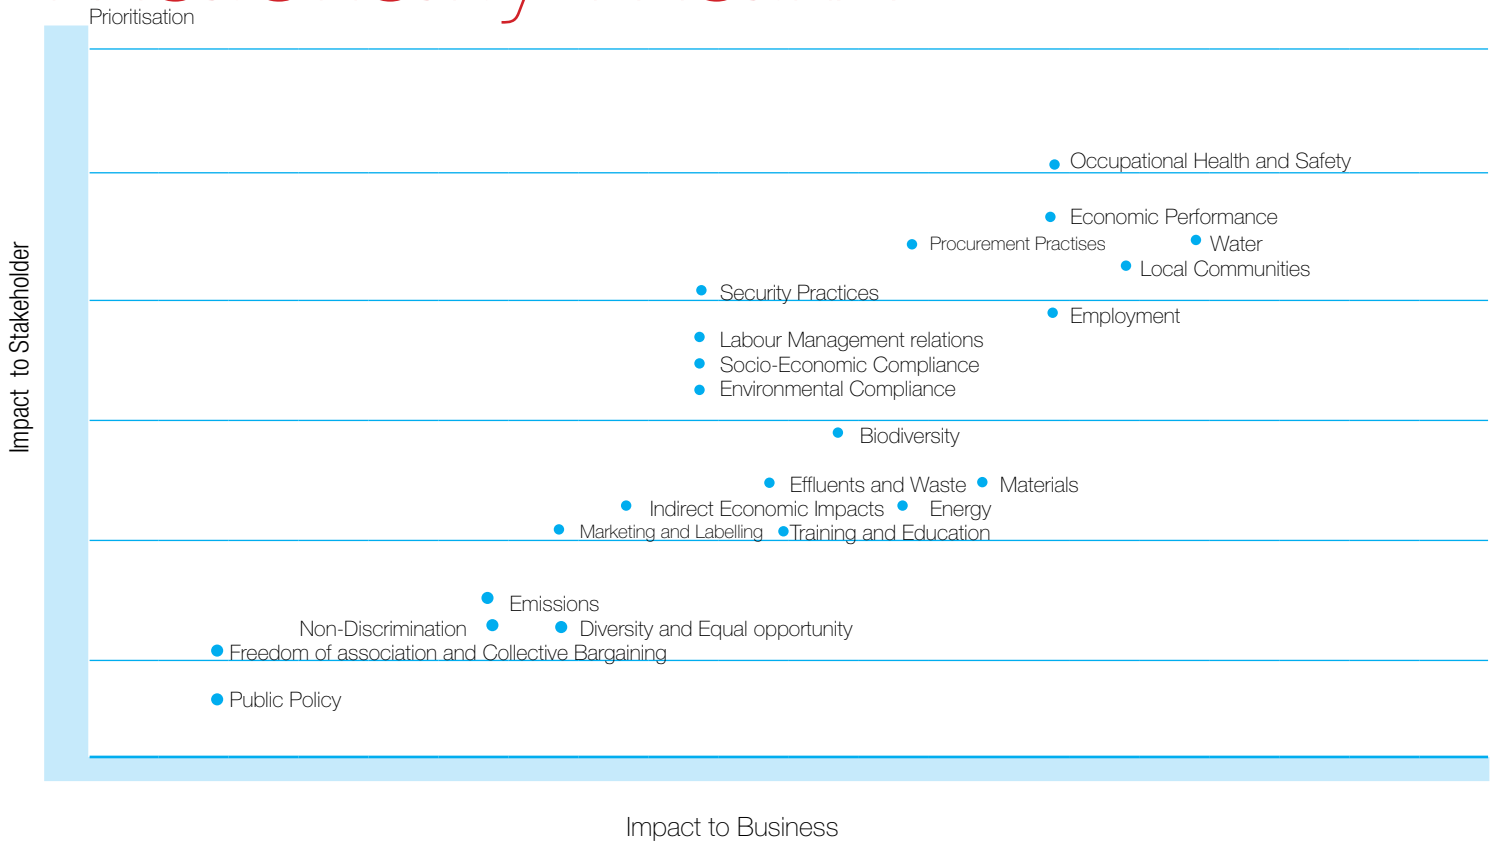 Prioritisation
Occupational Health and Safety
Economic Performance
Procurement Practises
Water
Local Communities
Security Practices
Employment
Labour Management relations
Socio-Economic Compliance
Environmental Compliance
Biodiversity
Effluents and Waste
Materials
Indirect Economic Impacts
Energy
Marketing and Labelling
Training and Education
Emissions
Non-Discrimination
Diversity and Equal opportunity
Freedom of association and Collective Bargaining
Public Policy
Impact to Stakeholder
Impact to Business